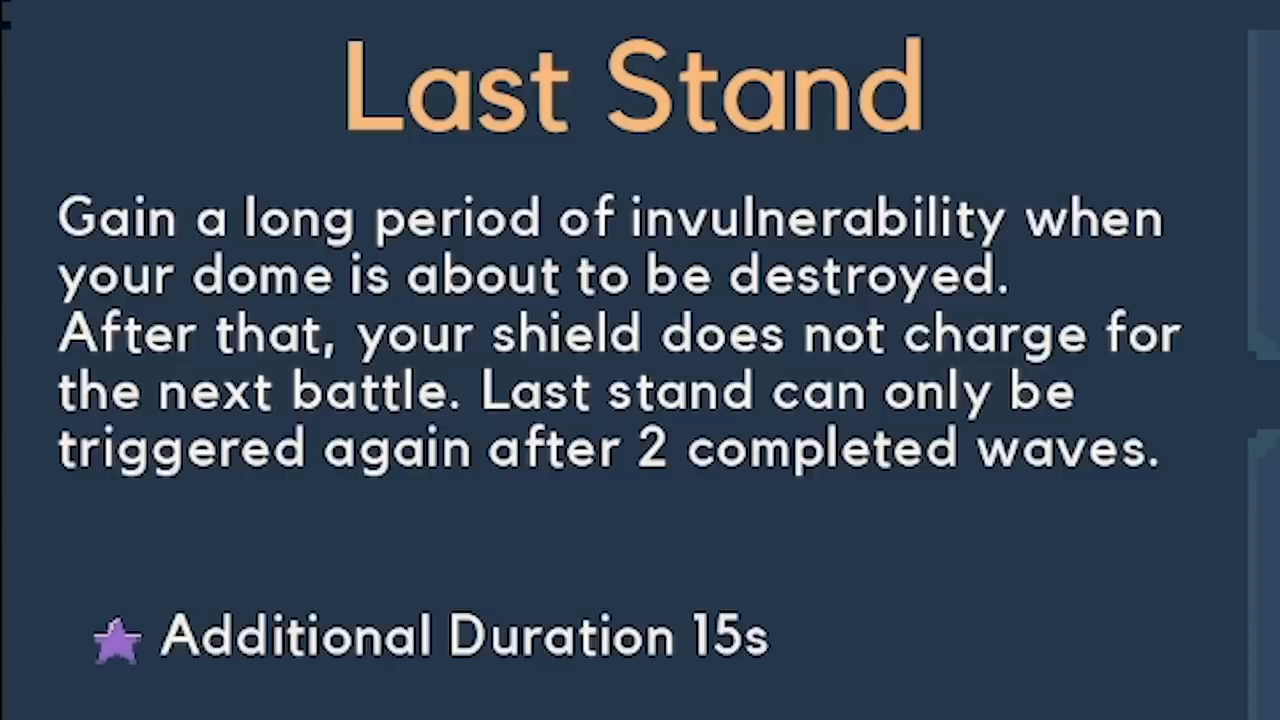 Last Stand
Gain a long period of invulnerability when
your dome is about to be destroyed.
After that, your shield does not charge for
the next battle. Last stand can only be
triggered again after 2 completed waves.
Additional Duration 15s